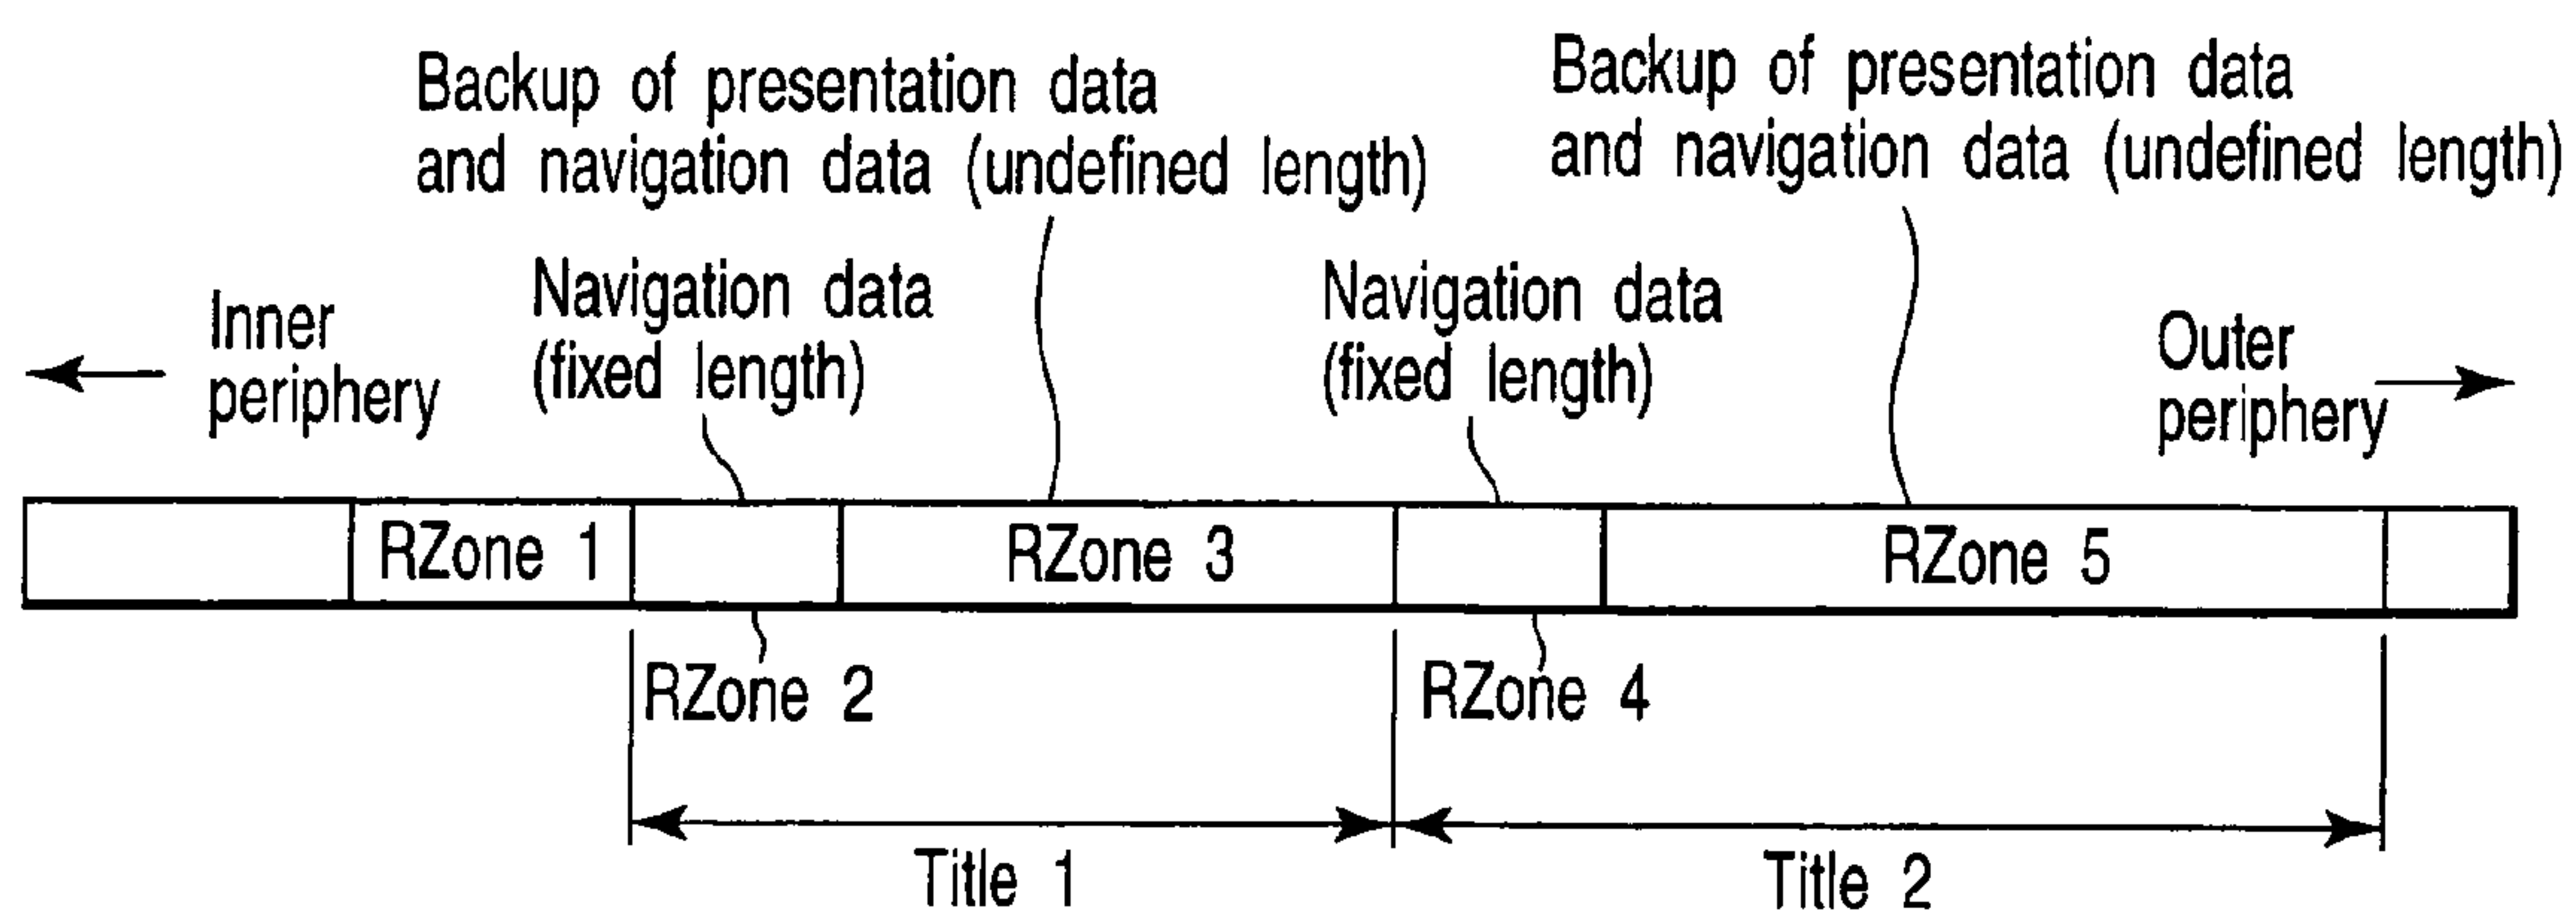 Backup of presentation data
and navigation data (undefined length)
Backup of presentation data
and navigation data (undefined length)
Inner
periphery
Navigation data
(fixed length)
Navigation data
(fixed length)
Outer
periphery
RZone 1
RZone 3
RZone 5
RZone 2
RZone 4
Title 1
Title 2